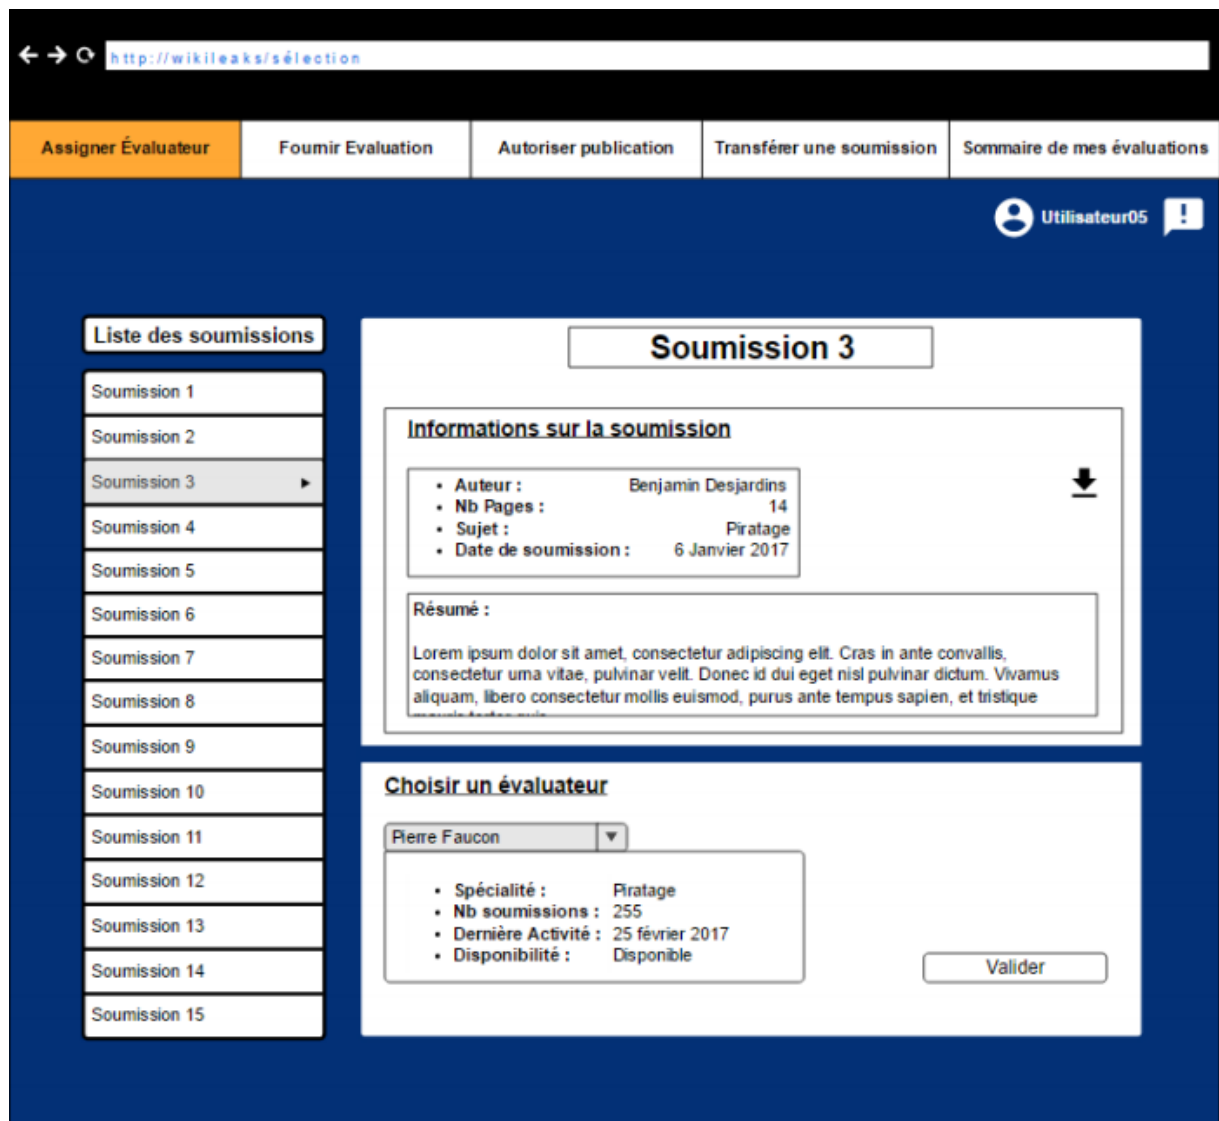 http://wikileaks/sélection
Assigner Évaluateur
Fournir Evaluation
Autoriser publication
Transférer une soumission
Sommaire de mes évaluations
Utilisateur05
Liste des soumissions
Soumission 1
Soumission 2
Soumission 3
Soumission 4
Soumission 5
Soumission 6
Soumission 7
Soumission 8
Soumission 9
Soumission 10
Soumission 11
Soumission 12
Soumission 13
Soumission 14
Soumission 15
Soumission 3
Informations sur la soumission
• Auteur : Benjamin Desjardins
• Nb Pages : 14
• Sujet : Piratage
• Date de soumission : 6 Janvier 2017
Résumé :
Lorem ipsum dolor sit amet, consectetur adipiscing elit. Cras in ante convallis,
consectetur urna vitae, pulvinar velit. Donec id dui eget nisl pulvinar dictum. Vivamus
aliquam, libero consectetur mollis euismod, purus ante tempus sapien, et tristique
Choisir un évaluateur
Pierre Faucon
• Spécialité : Piratage
• Nb soumissions : 255
• Dernière Activité : 25 février 2017
• Disponibilité : Disponible
Valider